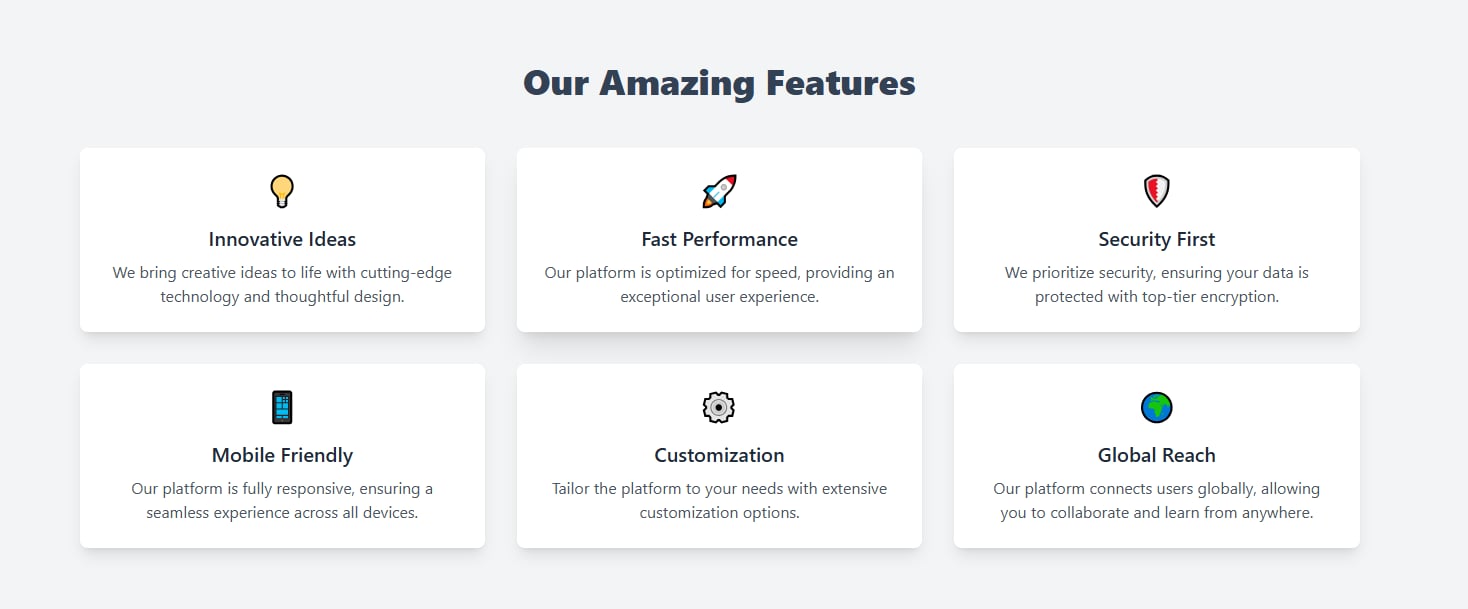 Our Amazing Features
Innovative Ideas
We bring creative ideas to life with cutting-edge
technology and thoughtful design.
Fast Performance
Our platform is optimized for speed, providing an
exceptional user experience.
Security First
We prioritize security, ensuring your data is
protected with top-tier encryption.
Mobile Friendly
Our platform is fully responsive, ensuring a
seamless experience across all devices.
Customization
Tailor the platform to your needs with extensive
customization options.
Global Reach
Our platform connects users globally, allowing
you to collaborate and learn from anywhere.